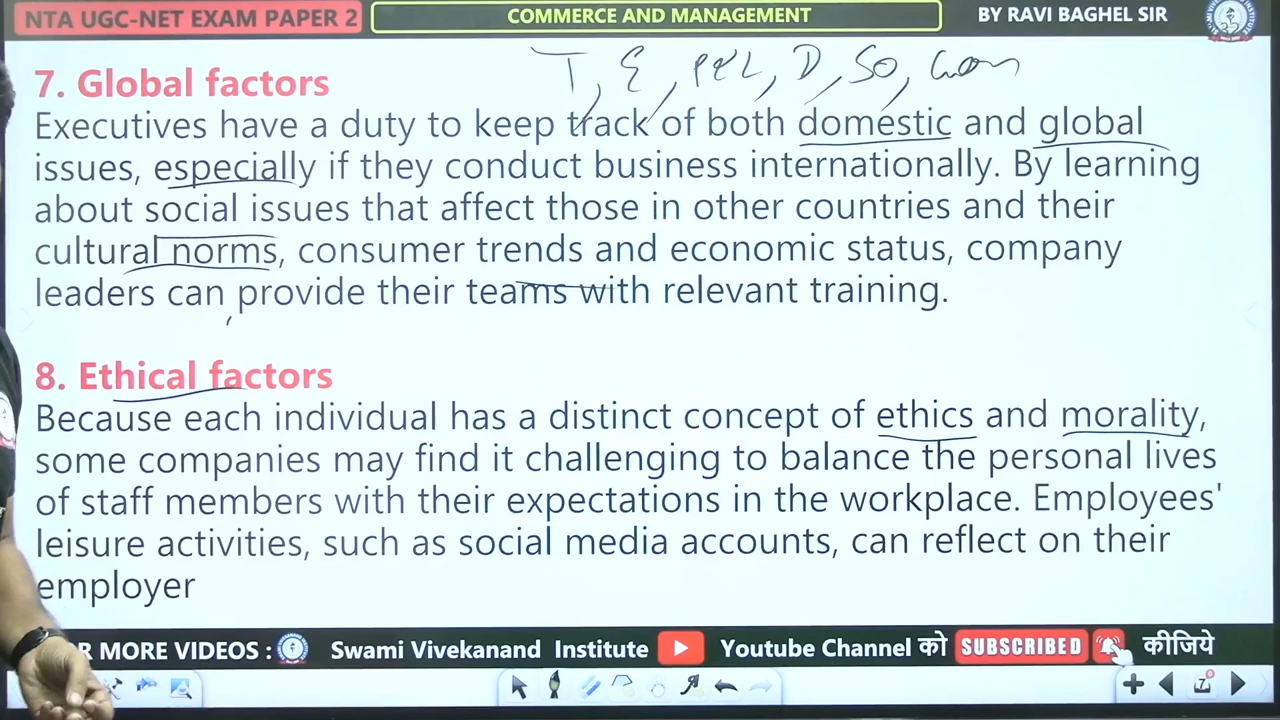 NTA UGC-NET EXAM PAPER 2
COMMERCE AND MANAGEMENT
BY RAVI BAGHEL SIR
T, E, P&L, D, So,
7. Global factors
Executives have a duty to keep track of both domestic and global
issues, especially if they conduct business internationally. By learning
about social issues that affect those in other countries and their
cultural norms, consumer trends and economic status, company
leaders can provide their teams with relevant training.
8. Ethical factors
Because each individual has a distinct concept of ethics and morality,
some companies may find it challenging to balance the personal lives
of staff members with their expectations in the workplace. Employees'
leisure activities, such as social media accounts, can reflect on their
employer
R MORE VIDEOS : Swami Vivekanand Institute Youtube Channel को SUBSCRIBED कीजिये
7